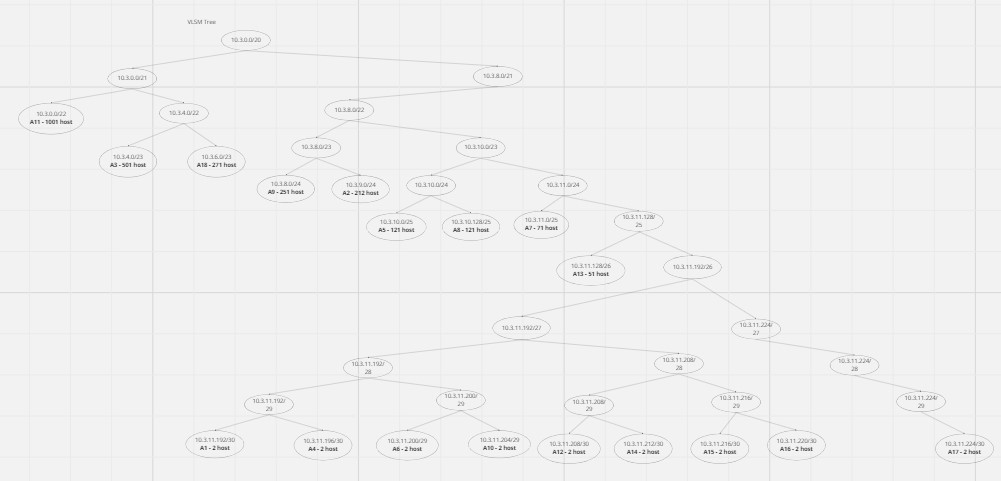 VLSM Tree
10.3.0.0/20
10.3.0.0/21
10.3.8.0/21
10.3.0.0/22
A11 - 1001 host
10.3.4.0/22
10.3.8.0/22
10.3.4.0/23
A3 - 501 host
10.3.6.0/23
A18 - 271 host
10.3.8.0/23
10.3.10.0/23
10.3.8.0/24
A9 - 251 host
10.3.9.0/24
A2 - 212 host
10.3.10.0/24
10.3.11.0/24
10.3.10.0/25
A5 - 121 host
10.3.10.128/25
A8 - 121 host
10.3.11.0/25
A7 - 71 host
10.3.11.128/
25
10.3.11.128/26
A13 - 51 host
10.3.11.192/26
10.3.11.192/27
10.3.11.224/
27
10.3.11.192/
28
10.3.11.208/
28
10.3.11.224/
28
10.3.11.192/
29
10.3.11.200/
29
10.3.11.208/
29
10.3.11.216/
29
10.3.11.224/
29
10.3.11.192/30
A1 - 2 host
10.3.11.196/30
A4 - 2 host
10.3.11.200/29
A6 - 2 host
10.3.11.204/29
A10 - 2 host
10.3.11.208/30
A12 - 2 host
10.3.11.212/30
A14 - 2 host
10.3.11.216/30
A15 - 2 host
10.3.11.220/30
A16 - 2 host
10.3.11.224/30
A17 - 2 host